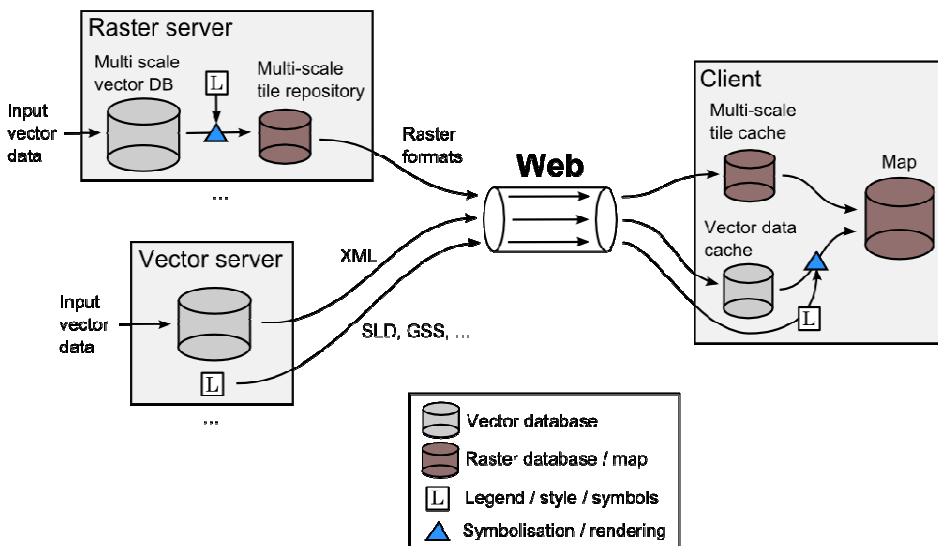 Raster server
Multi scale
vector DB
L
Multi-scale
tile repository
Input
vector
data
...
Raster
formats
Web
Client
Multi-scale
tile cache
Map
Vector data
cache
L
Vector server
Input
vector
data
L
...
XML
SLD, GSS, ...
Vector database
Raster database / map
L Legend / style / symbols
Symbolisation / rendering